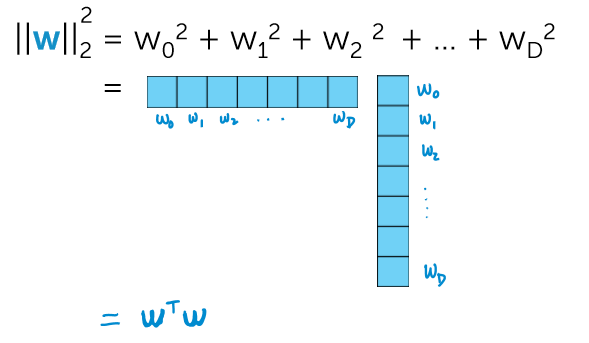 ||w||₂² = w₀² + w₁² + w₂ ² + ... + w_D²
=
w₀ w₁ w₂ ... w_D
w₀
w₁
w₂
....
w_D
= wᵀw